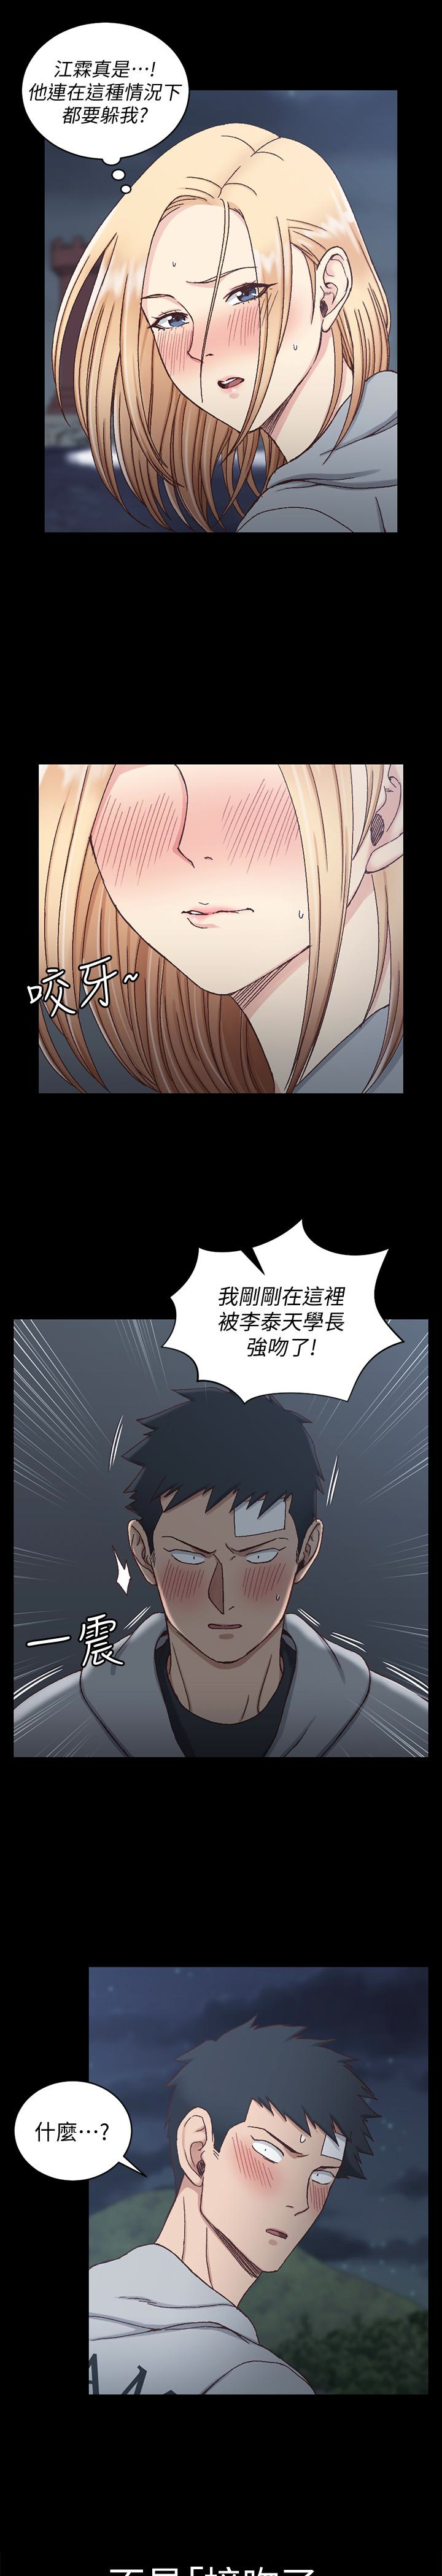 江霖真是…!
他連在這種情況下
都要躲我?
咬牙~
我剛剛在這裡
被李泰天學長
強吻了!
一震
什麼…?